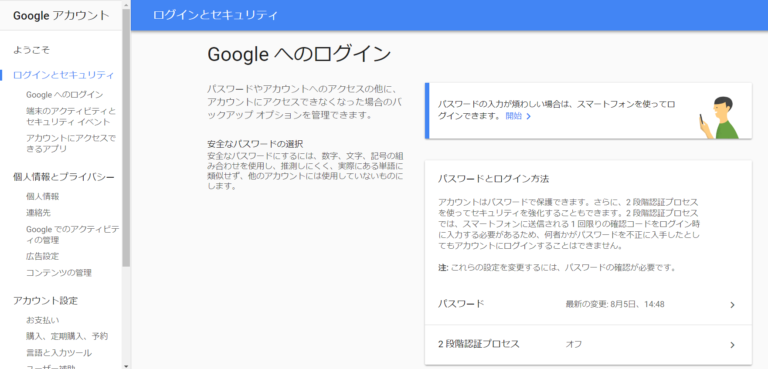 Google アカウント
ログインとセキュリティ
ようこそ
ログインとセキュリティ
Google へのログイン
端末のアクティビティと
セキュリティ イベント
アカウントにアクセスで
きるアプリ
個人情報とプライバシー
個人情報
連絡先
Google でのアクティビテ
ィの管理
広告設定
コンテンツの管理
アカウント設定
お支払い
購入、定期購入、予約
言語と入力ツール
ユーザー補助
Google へのログイン
パスワードやアカウントへのアクセスの他に、
アカウントにアクセスできなくなった場合のバ
ックアップ オプションを管理できます。
安全なパスワードの選択
安全なパスワードにするには、数字、文字、記号の組
み合わせを使用し、推測しにくく、実際にある単語に
類似せず、他のアカウントには使用していないものに
します。
パスワードの入力が煩わしい場合は、スマートフォンを使ってロ
グインできます。 開始
パスワードとログイン方法
アカウントはパスワードで保護できます。さらに、2 段階認証プロセス
を使ってセキュリティを強化することもできます。2 段階認証プロセス
では、スマートフォンに送信される 1 回限りの確認コードをログイン時
に入力する必要があるため、何者かがパスワードを不正に入手したとし
てもアカウントにログインすることはできません。
注: これらの設定を変更するには、パスワードの確認が必要です。
パスワード 最新の変更: 8月5日、14:48
2 段階認証プロセス オフ